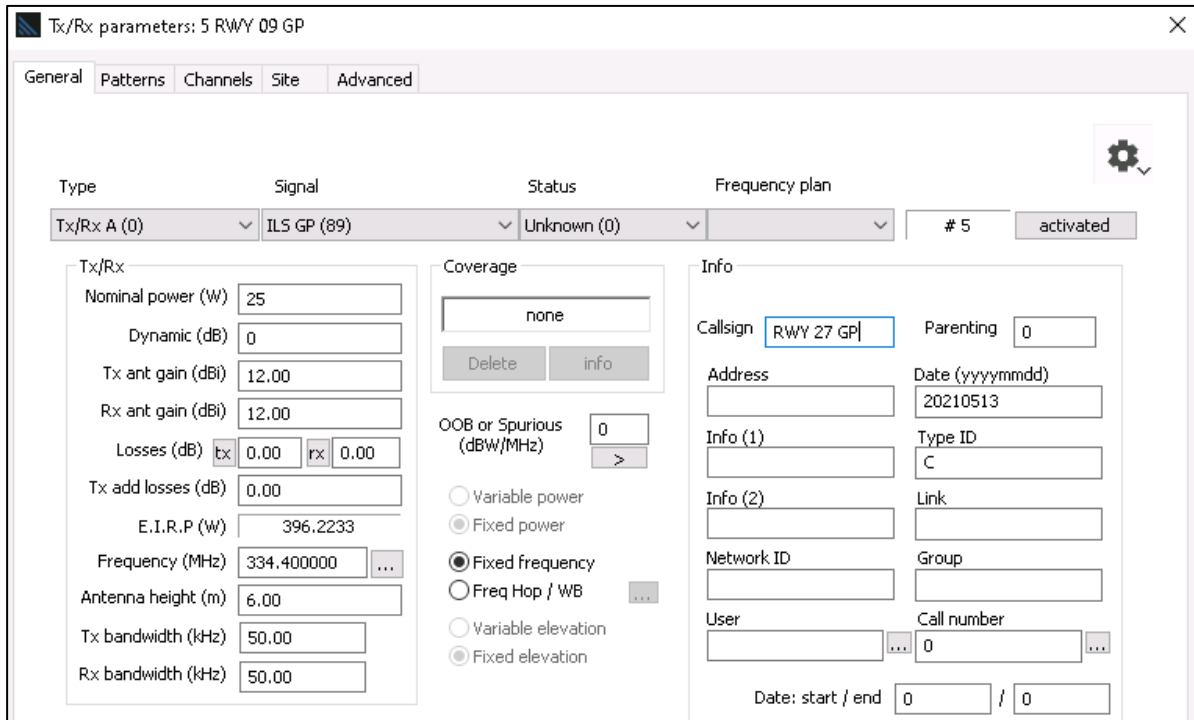 Tx/Rx parameters: 5 RWY 09 GP
General Patterns Channels Site Advanced
Type Signal Status Frequency plan
Tx/Rx A (0) ILS GP (89) Unknown (0) # 5 activated
Tx/Rx
Nominal power (W) 25
Dynamic (dB) 0
Tx ant gain (dBi) 12.00
Rx ant gain (dBi) 12.00
Losses (dB) tx 0.00 rx 0.00
Tx add losses (dB) 0.00
E.I.R.P (W) 396.2233
Frequency (MHz) 334.400000 ...
Antenna height (m) 6.00
Tx bandwidth (kHz) 50.00
Rx bandwidth (kHz) 50.00
Coverage
none
Delete info
OOB or Spurious
(dBW/MHz) 0
>
Variable power
Fixed power
Fixed frequency
Freq Hop / WB ...
Variable elevation
Fixed elevation
Info
Callsign RWY 27 GP Parenting 0
Address Date (yyyymmdd)
20210513
Info (1) Type ID
C
Info (2) Link
Network ID Group
User Call number
... 0 ...
Date: start / end 0 / 0